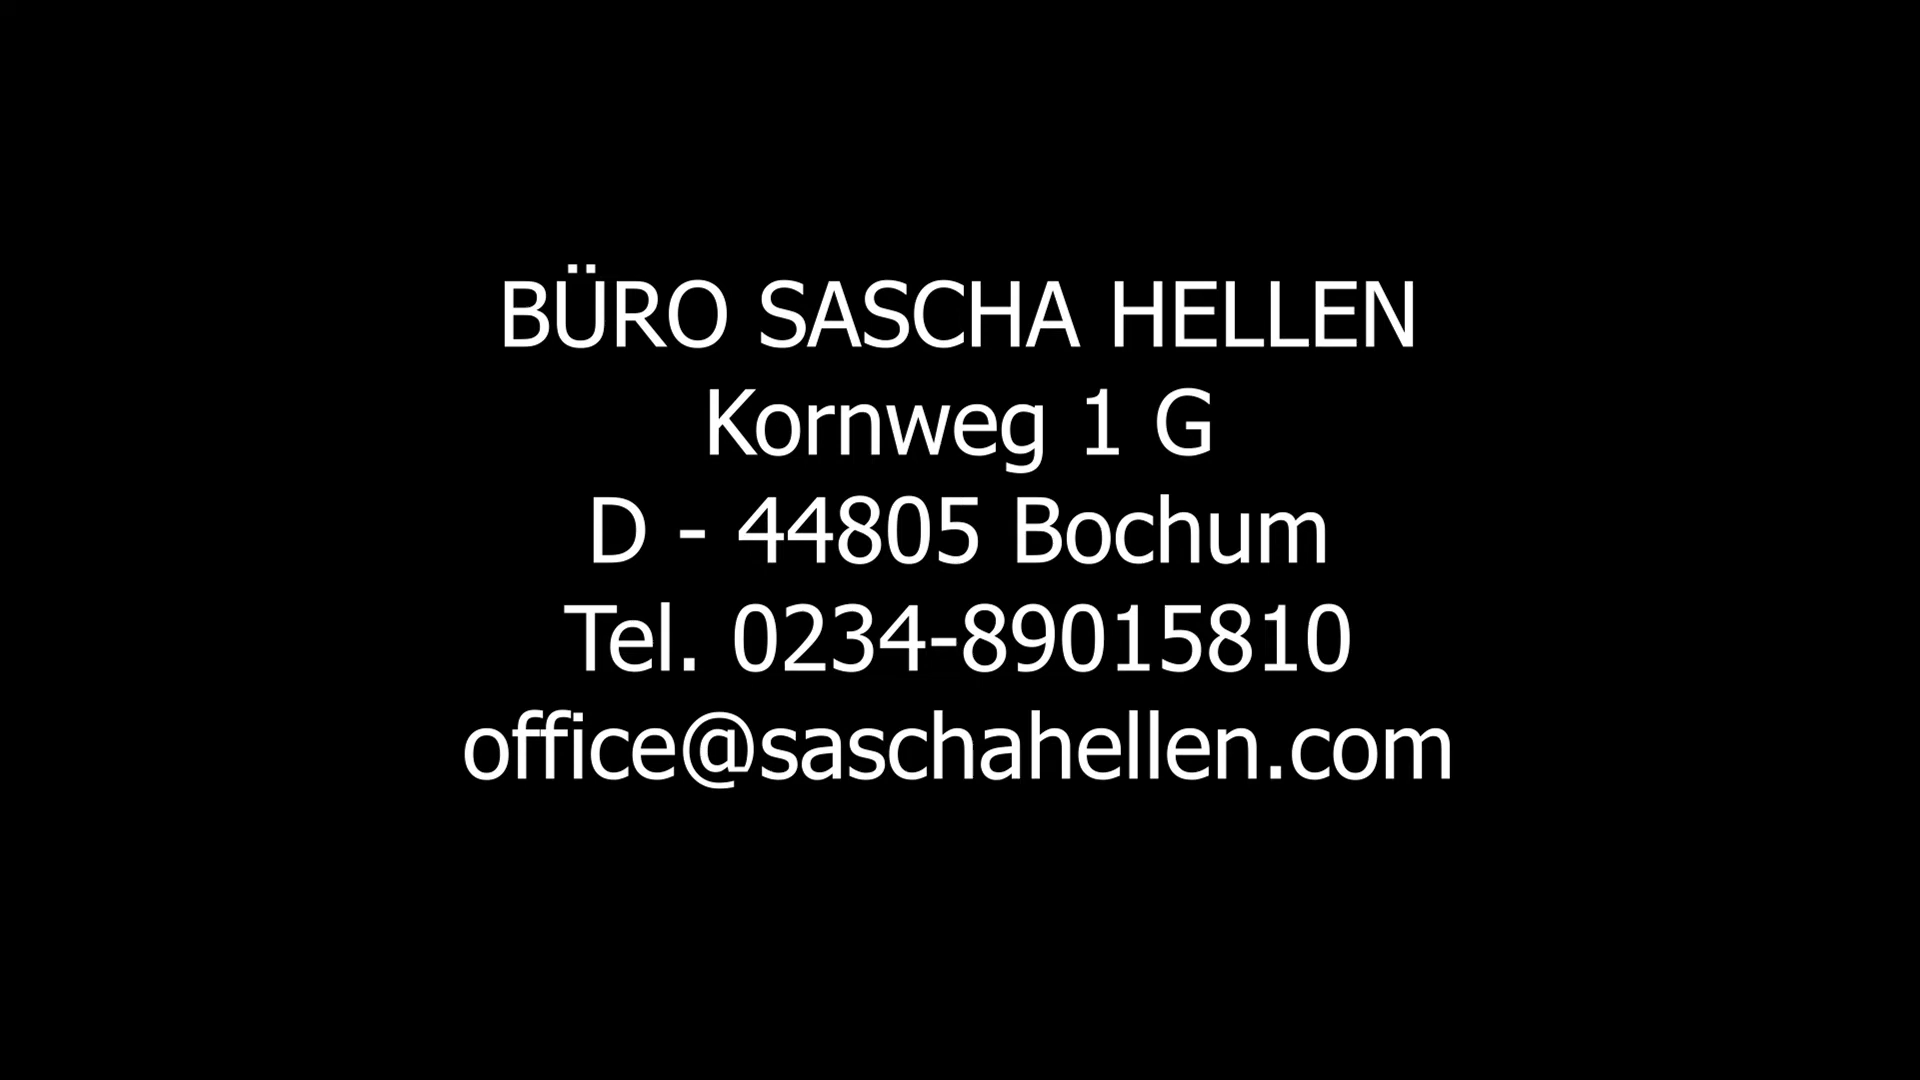 BÜRO SASCHA HELLEN
Kornweg 1 G
D - 44805 Bochum
Tel. 0234-89015810
office@saschahellen.com